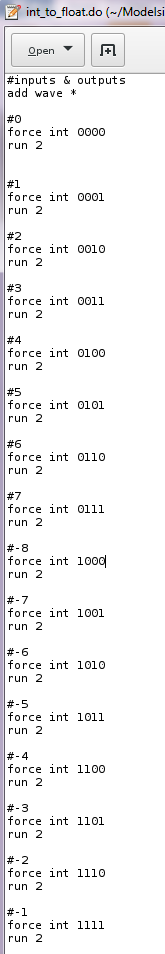 int_to_float.do (~/Modelsi
Open
#inputs & outputs
add wave *
#0
force int 0000
run 2
#1
force int 0001
run 2
#2
force int 0010
run 2
#3
force int 0011
run 2
#4
force int 0100
run 2
#5
force int 0101
run 2
#6
force int 0110
run 2
#7
force int 0111
run 2
#-8
force int 1000
run 2
#-7
force int 1001
run 2
#-6
force int 1010
run 2
#-5
force int 1011
run 2
#-4
force int 1100
run 2
#-3
force int 1101
run 2
#-2
force int 1110
run 2
#-1
force int 1111
run 2